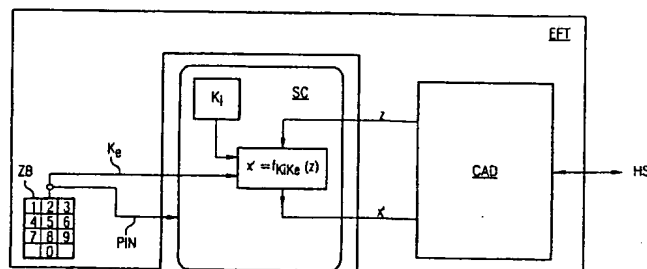 EFT
Ki
SC
z
Ke
x' = fKiKe (z)
CAD
HS
ZB
1 2 3
4 5 6
7 8 9
0
PIN
x'